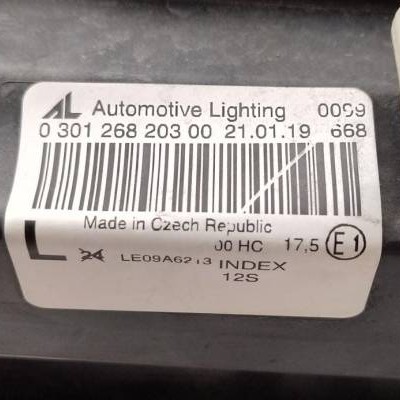 AL Automotive Lighting 0099
0 301 268 203 00 21.01.19 668
Made in Czech Republic
00 HC 17,5 E1
L 24 LE09A6213 INDEX
12S